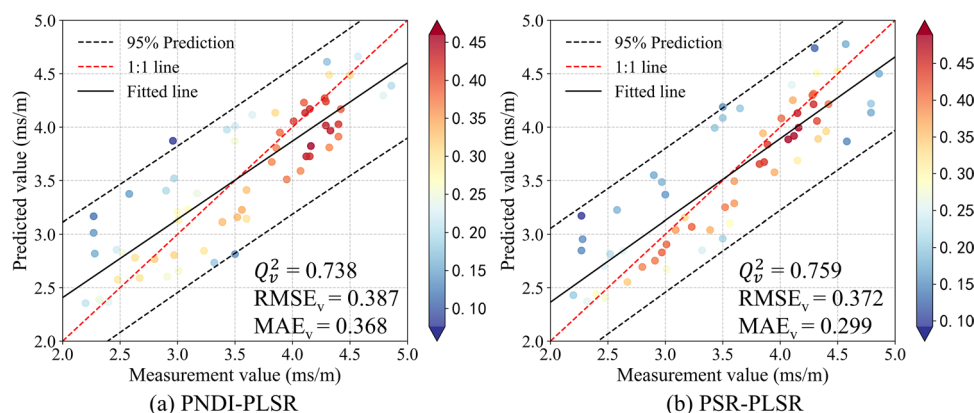 5.0
4.5
4.0
3.5
3.0
2.5
2.0
Predicted value (ms/m)
95% Prediction
1:1 line
Fitted line
Q²ᵥ = 0.738
RMSEᵥ = 0.387
MAEᵥ = 0.368
2.0 2.5 3.0 3.5 4.0 4.5 5.0
Measurement value (ms/m)
(a) PNDI-PLSR
0.45
0.40
0.35
0.30
0.25
0.20
0.15
0.10
5.0
4.5
4.0
3.5
3.0
2.5
2.0
Predicted value (ms/m)
95% Prediction
1:1 line
Fitted line
Q²ᵥ = 0.759
RMSEᵥ = 0.372
MAEᵥ = 0.299
2.0 2.5 3.0 3.5 4.0 4.5 5.0
Measurement value (ms/m)
(b) PSR-PLSR
0.45
0.40
0.35
0.30
0.25
0.20
0.15
0.10